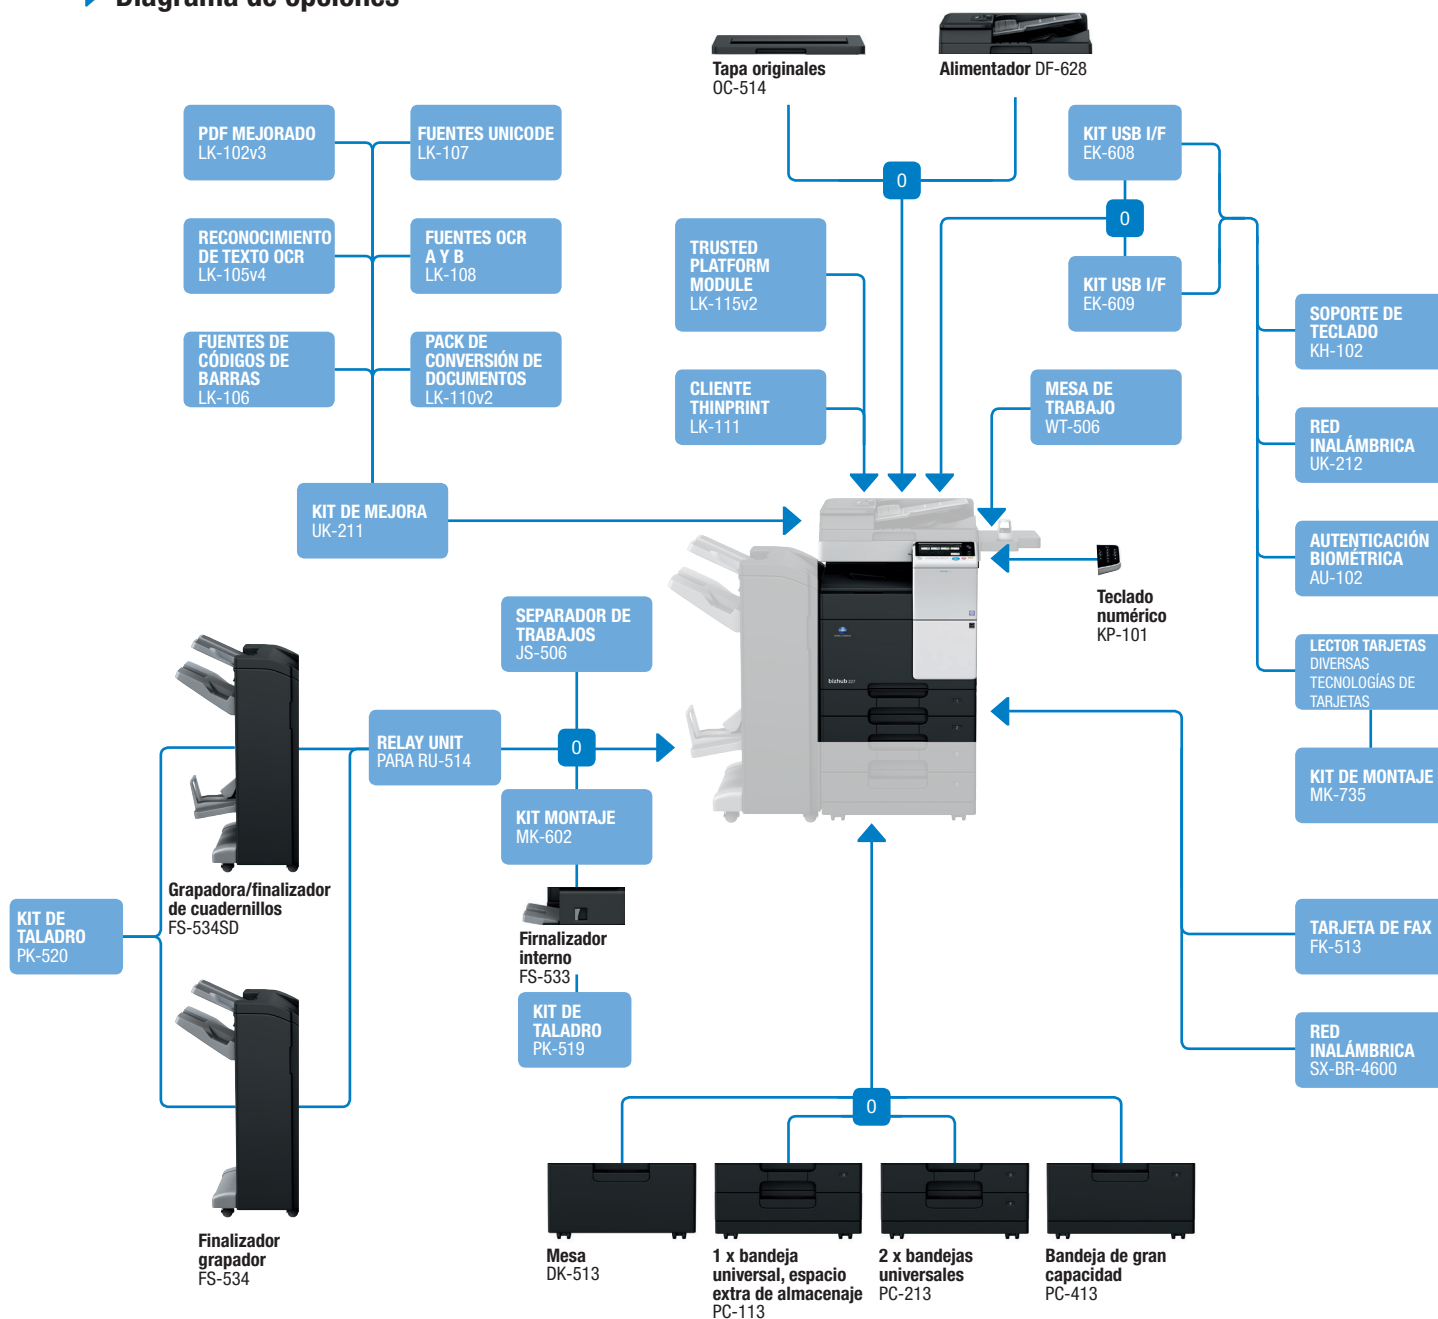 Diagrama de opciones
Tapa originales
OC-514
Alimentador DF-628
PDF MEJORADO
LK-102v3
FUENTES UNICODE
LK-107
KIT USB I/F
EK-608
0
0
RECONOCIMIENTO
DE TEXTO OCR
LK-105v4
FUENTES OCR
A Y B
LK-108
TRUSTED
PLATFORM
MODULE
LK-115v2
KIT USB I/F
EK-609
SOPORTE DE
TECLADO
KH-102
FUENTES DE
CÓDIGOS DE
BARRAS
LK-106
PACK DE
CONVERSIÓN DE
DOCUMENTOS
LK-110v2
CLIENTE
THINPRINT
LK-111
MESA DE
TRABAJO
WT-506
RED
INALÁMBRICA
UK-212
KIT DE MEJORA
UK-211
AUTENTICACIÓN
BIOMÉTRICA
AU-102
Teclado
numérico
KP-101
SEPARADOR DE
TRABAJOS
JS-506
LECTOR TARJETAS
DIVERSAS
TECNOLOGÍAS DE
TARJETAS
bizhub 227
RELAY UNIT
PARA RU-514
0
KIT DE MONTAJE
MK-735
KIT MONTAJE
MK-602
Grapadora/finalizador
de cuadernillos
FS-534SD
KIT DE
TALADRO
PK-520
Firnalizador
interno
FS-533
TARJETA DE FAX
FK-513
KIT DE
TALADRO
PK-519
RED
INALÁMBRICA
SX-BR-4600
0
Finalizador
grapador
FS-534
Mesa
DK-513
1 x bandeja
universal, espacio
extra de almacenaje
PC-113
2 x bandejas
universales
PC-213
Bandeja de gran
capacidad
PC-413